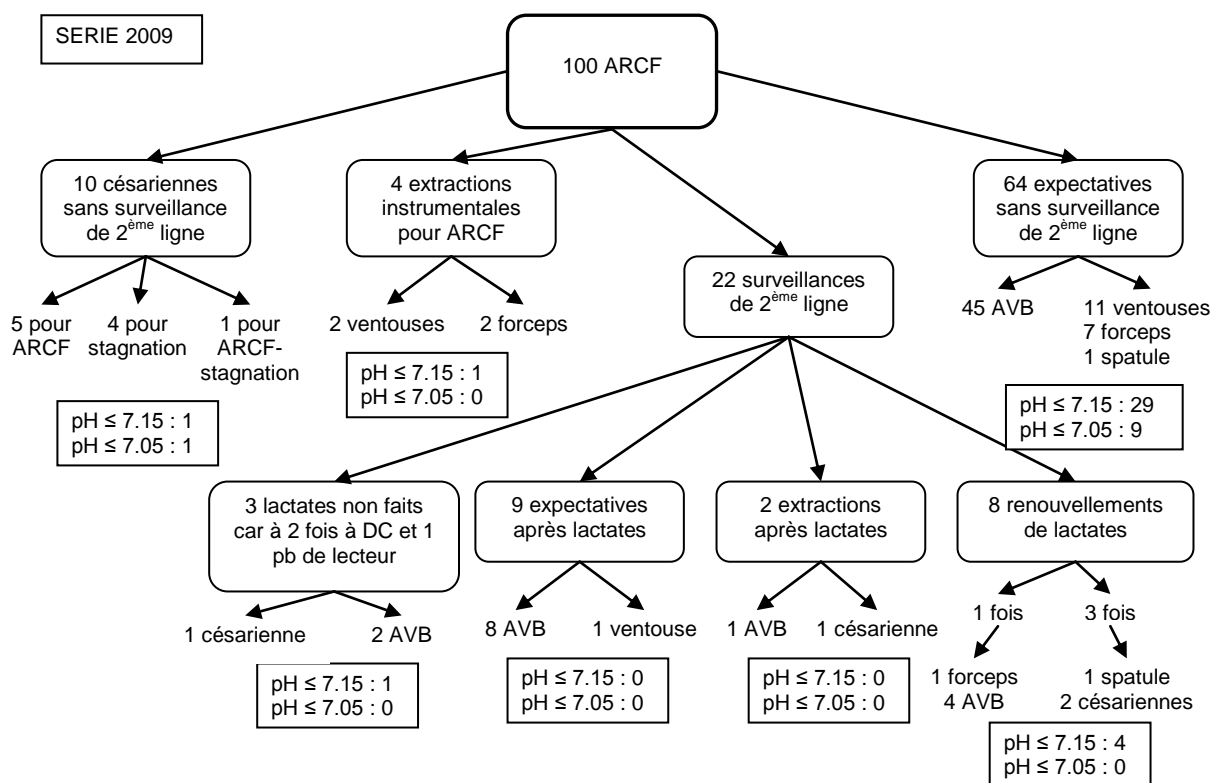 SERIE 2009
100 ARCF
10 césariennes
sans surveillance
de 2ème ligne
4 extractions
instrumentales
pour ARCF
64 expectatives
sans surveillance
de 2ème ligne
22 surveillances
de 2ème ligne
5 pour
ARCF
4 pour
stagnation
1 pour
ARCF-
stagnation
2 ventouses
2 forceps
45 AVB
11 ventouses
7 forceps
1 spatule
pH ≤ 7.15 : 1
pH ≤ 7.05 : 1
pH ≤ 7.15 : 1
pH ≤ 7.05 : 0
pH ≤ 7.15 : 29
pH ≤ 7.05 : 9
3 lactates non faits
car à 2 fois à DC et 1
pb de lecteur
9 expectatives
après lactates
2 extractions
après lactates
8 renouvellements
de lactates
1 césarienne
2 AVB
8 AVB
1 ventouse
1 AVB
1 césarienne
1 fois
3 fois
1 forceps
4 AVB
1 spatule
2 césariennes
pH ≤ 7.15 : 1
pH ≤ 7.05 : 0
pH ≤ 7.15 : 0
pH ≤ 7.05 : 0
pH ≤ 7.15 : 0
pH ≤ 7.05 : 0
pH ≤ 7.15 : 4
pH ≤ 7.05 : 0